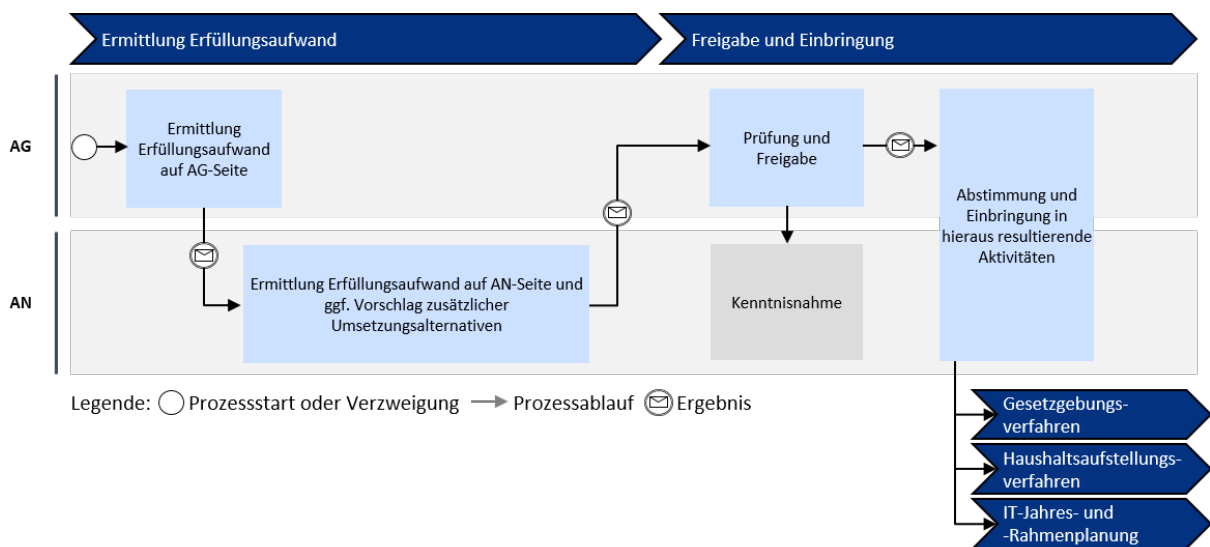 Ermittlung Erfüllungsaufwand
Freigabe und Einbringung
AG
Ermittlung
Erfüllungsaufwand
auf AG-Seite
Prüfung und
Freigabe
Abstimmung und
Einbringung in
hieraus resultierende
Aktivitäten
AN
Ermittlung Erfüllungsaufwand auf AN-Seite und
ggf. Vorschlag zusätzlicher
Umsetzungsalternativen
Kenntnisnahme
Legende: Prozessstart oder Verzweigung Prozessablauf Ergebnis
Gesetzgebungs-
verfahren
Haushaltsaufstellungs-
verfahren
IT-Jahres- und
-Rahmenplanung